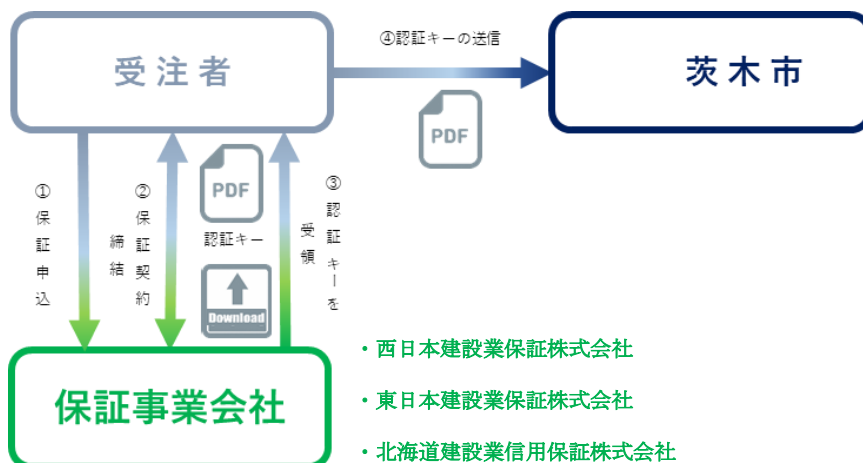 ④認証キーの送信
受注者
茨木市
PDF
①保証申込
②保証契約
締結
PDF
認証キー
Download
③認証キーを
受領
保証事業会社
・西日本建設業保証株式会社
・東日本建設業保証株式会社
・北海道建設業信用保証株式会社